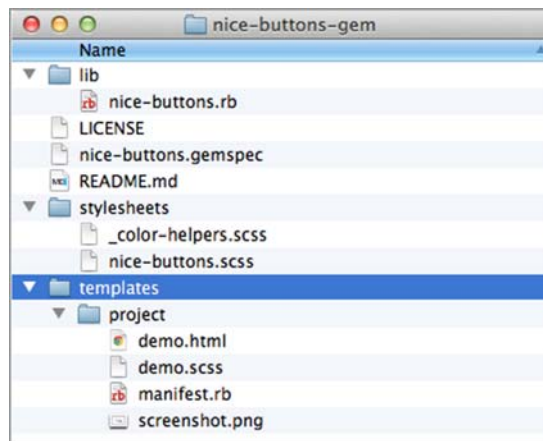 nice-buttons-gem
Name
lib
nice-buttons.rb
LICENSE
nice-buttons.gemspec
README.md
stylesheets
_color-helpers.scss
nice-buttons.scss
templates
project
demo.html
demo.scss
manifest.rb
screenshot.png